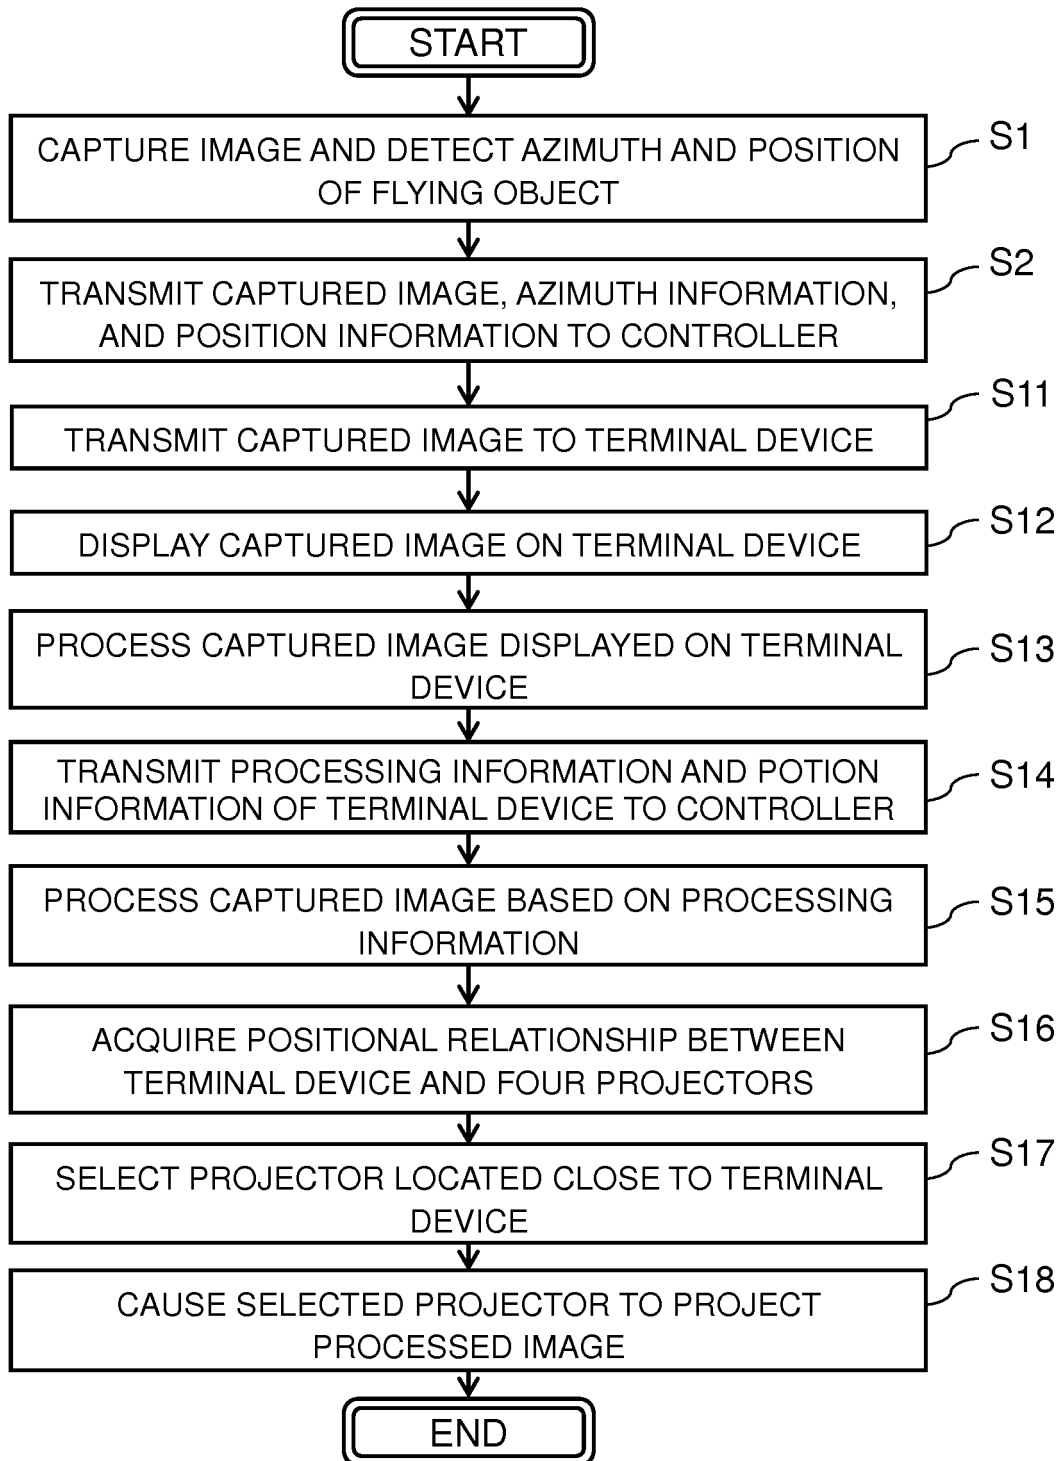 START
CAPTURE IMAGE AND DETECT AZIMUTH AND POSITION
OF FLYING OBJECT
S1
TRANSMIT CAPTURED IMAGE, AZIMUTH INFORMATION,
AND POSITION INFORMATION TO CONTROLLER
S2
TRANSMIT CAPTURED IMAGE TO TERMINAL DEVICE
S11
DISPLAY CAPTURED IMAGE ON TERMINAL DEVICE
S12
PROCESS CAPTURED IMAGE DISPLAYED ON TERMINAL
DEVICE
S13
TRANSMIT PROCESSING INFORMATION AND POTION
INFORMATION OF TERMINAL DEVICE TO CONTROLLER
S14
PROCESS CAPTURED IMAGE BASED ON PROCESSING
INFORMATION
S15
ACQUIRE POSITIONAL RELATIONSHIP BETWEEN
TERMINAL DEVICE AND FOUR PROJECTORS
S16
SELECT PROJECTOR LOCATED CLOSE TO TERMINAL
DEVICE
S17
CAUSE SELECTED PROJECTOR TO PROJECT
PROCESSED IMAGE
S18
END